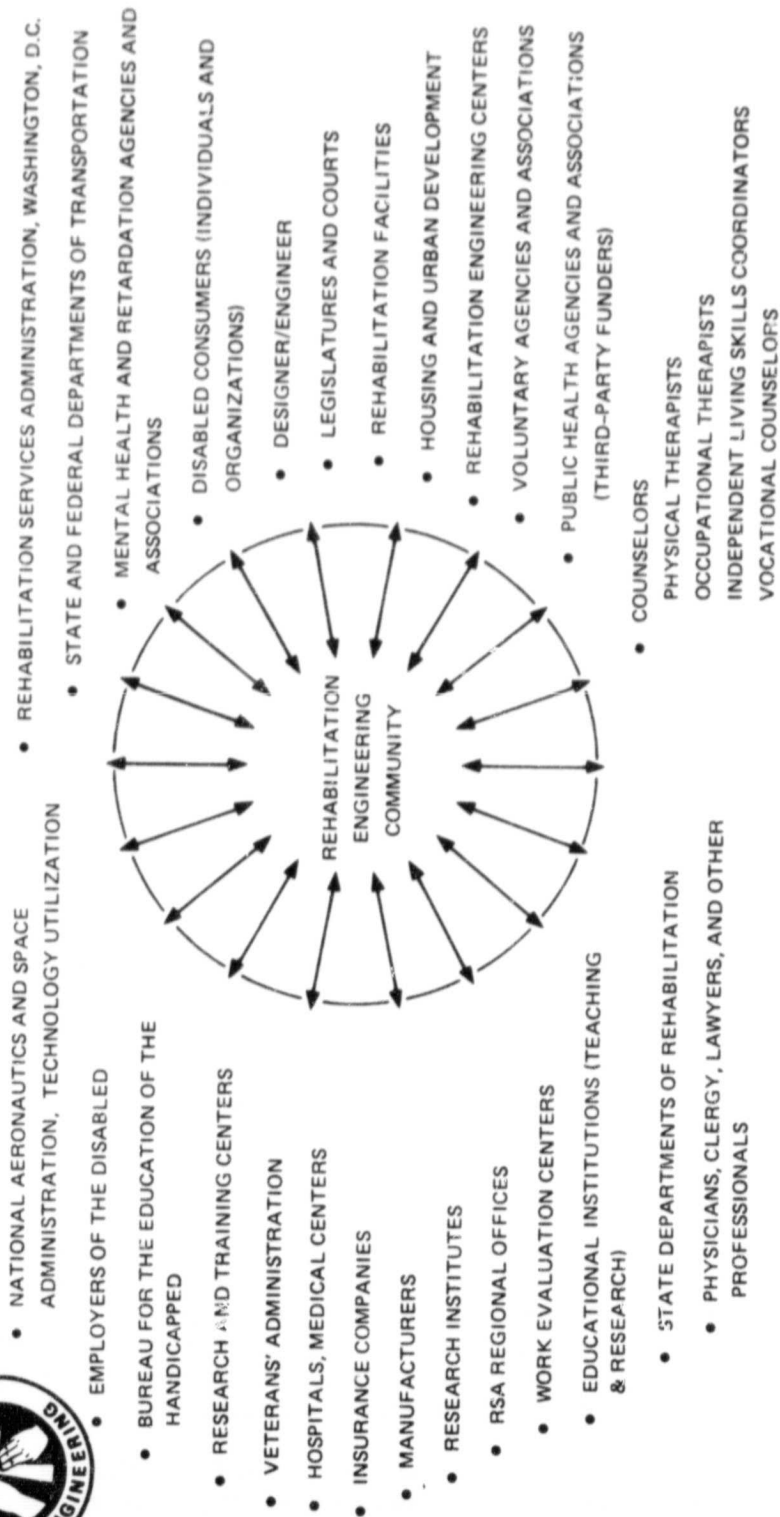 GINEERING
• NATIONAL AERONAUTICS AND SPACE
ADMINISTRATION, TECHNOLOGY UTILIZATION
• EMPLOYERS OF THE DISABLED
• BUREAU FOR THE EDUCATION OF THE
HANDICAPPED
• RESEARCH AND TRAINING CENTERS
• VETERANS' ADMINISTRATION
• HOSPITALS, MEDICAL CENTERS
• INSURANCE COMPANIES
• MANUFACTURERS
• RESEARCH INSTITUTES
• RSA REGIONAL OFFICES
• WORK EVALUATION CENTERS
• EDUCATIONAL INSTITUTIONS (TEACHING
& RESEARCH)
• STATE DEPARTMENTS OF REHABILITATION
• PHYSICIANS, CLERGY, LAWYERS, AND OTHER
PROFESSIONALS
REHABILITATION
ENGINEERING
COMMUNITY
• REHABILITATION SERVICES ADMINISTRATION, WASHINGTON, D.C.
• STATE AND FEDERAL DEPARTMENTS OF TRANSPORTATION
• MENTAL HEALTH AND RETARDATION AGENCIES AND
ASSOCIATIONS
• DISABLED CONSUMERS (INDIVIDUALS AND
ORGANIZATIONS)
• DESIGNER/ENGINEER
• LEGISLATURES AND COURTS
• REHABILITATION FACILITIES
• HOUSING AND URBAN DEVELOPMENT
• REHABILITATION ENGINEERING CENTERS
• VOLUNTARY AGENCIES AND ASSOCIATIONS
• PUBLIC HEALTH AGENCIES AND ASSOCIATIONS
(THIRD-PARTY FUNDERS)
• COUNSELORS
PHYSICAL THERAPISTS
OCCUPATIONAL THERAPISTS
INDEPENDENT LIVING SKILLS COORDINATORS
VOCATIONAL COUNSELORS